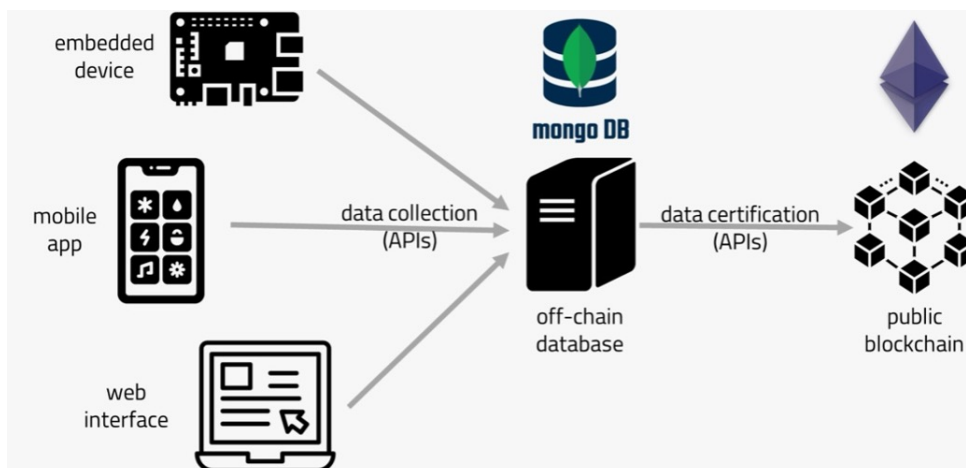 embedded
device
mongo DB
mobile
app
data collection
(APIs)
data certification
(APIs)
off-chain
database
public
blockchain
web
interface